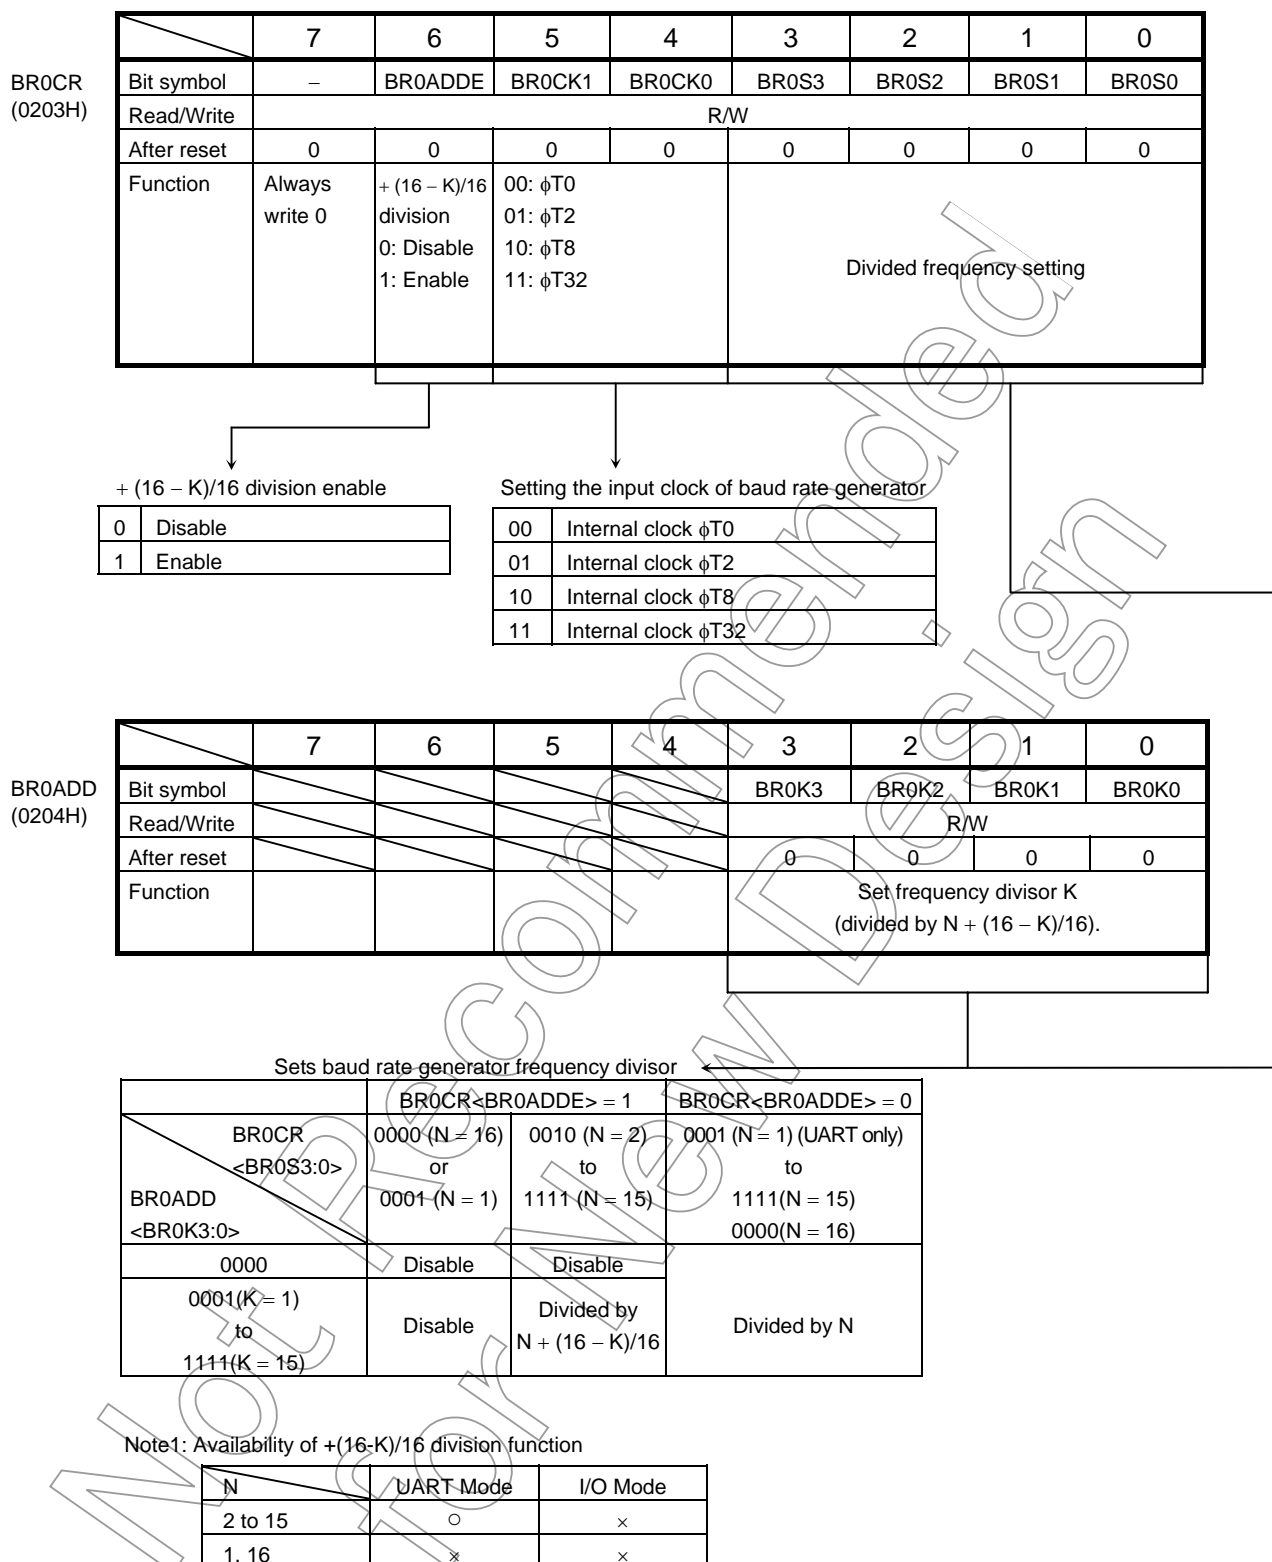 7 6 5 4 3 2 1 0
BR0CR
(0203H)
Bit symbol − BR0ADDE BR0CK1 BR0CK0 BR0S3 BR0S2 BR0S1 BR0S0
Read/Write R/W
After reset 0 0 0 0 0 0 0 0
Function Always + (16 − K)/16 00: ϕT0
write 0 division 01: ϕT2
0: Disable 10: ϕT8 Divided frequency setting
1: Enable 11: ϕT32
+ (16 − K)/16 division enable
0 Disable
1 Enable
Setting the input clock of baud rate generator
00 Internal clock ϕT0
01 Internal clock ϕT2
10 Internal clock ϕT8
11 Internal clock ϕT32
7 6 5 4 3 2 1 0
BR0ADD
(0204H)
Bit symbol BR0K3 BR0K2 BR0K1 BR0K0
Read/Write R/W
After reset 0 0 0 0
Function Set frequency divisor K
(divided by N + (16 − K)/16).
Sets baud rate generator frequency divisor
BR0CR<BR0ADDE> = 1 BR0CR<BR0ADDE> = 0
BR0CR 0000 (N = 16) 0010 (N = 2) 0001 (N = 1) (UART only)
<BR0S3:0> or to to
BR0ADD 0001 (N = 1) 1111 (N = 15) 1111(N = 15)
<BR0K3:0> 0000(N = 16)
0000 Disable Disable
0001(K = 1) Divided by
to Disable N + (16 − K)/16 Divided by N
1111(K = 15)
Note1: Availability of +(16-K)/16 division function
N UART Mode I/O Mode
2 to 15 ○ ×
1, 16 × ×
Not Recommended
for New Design